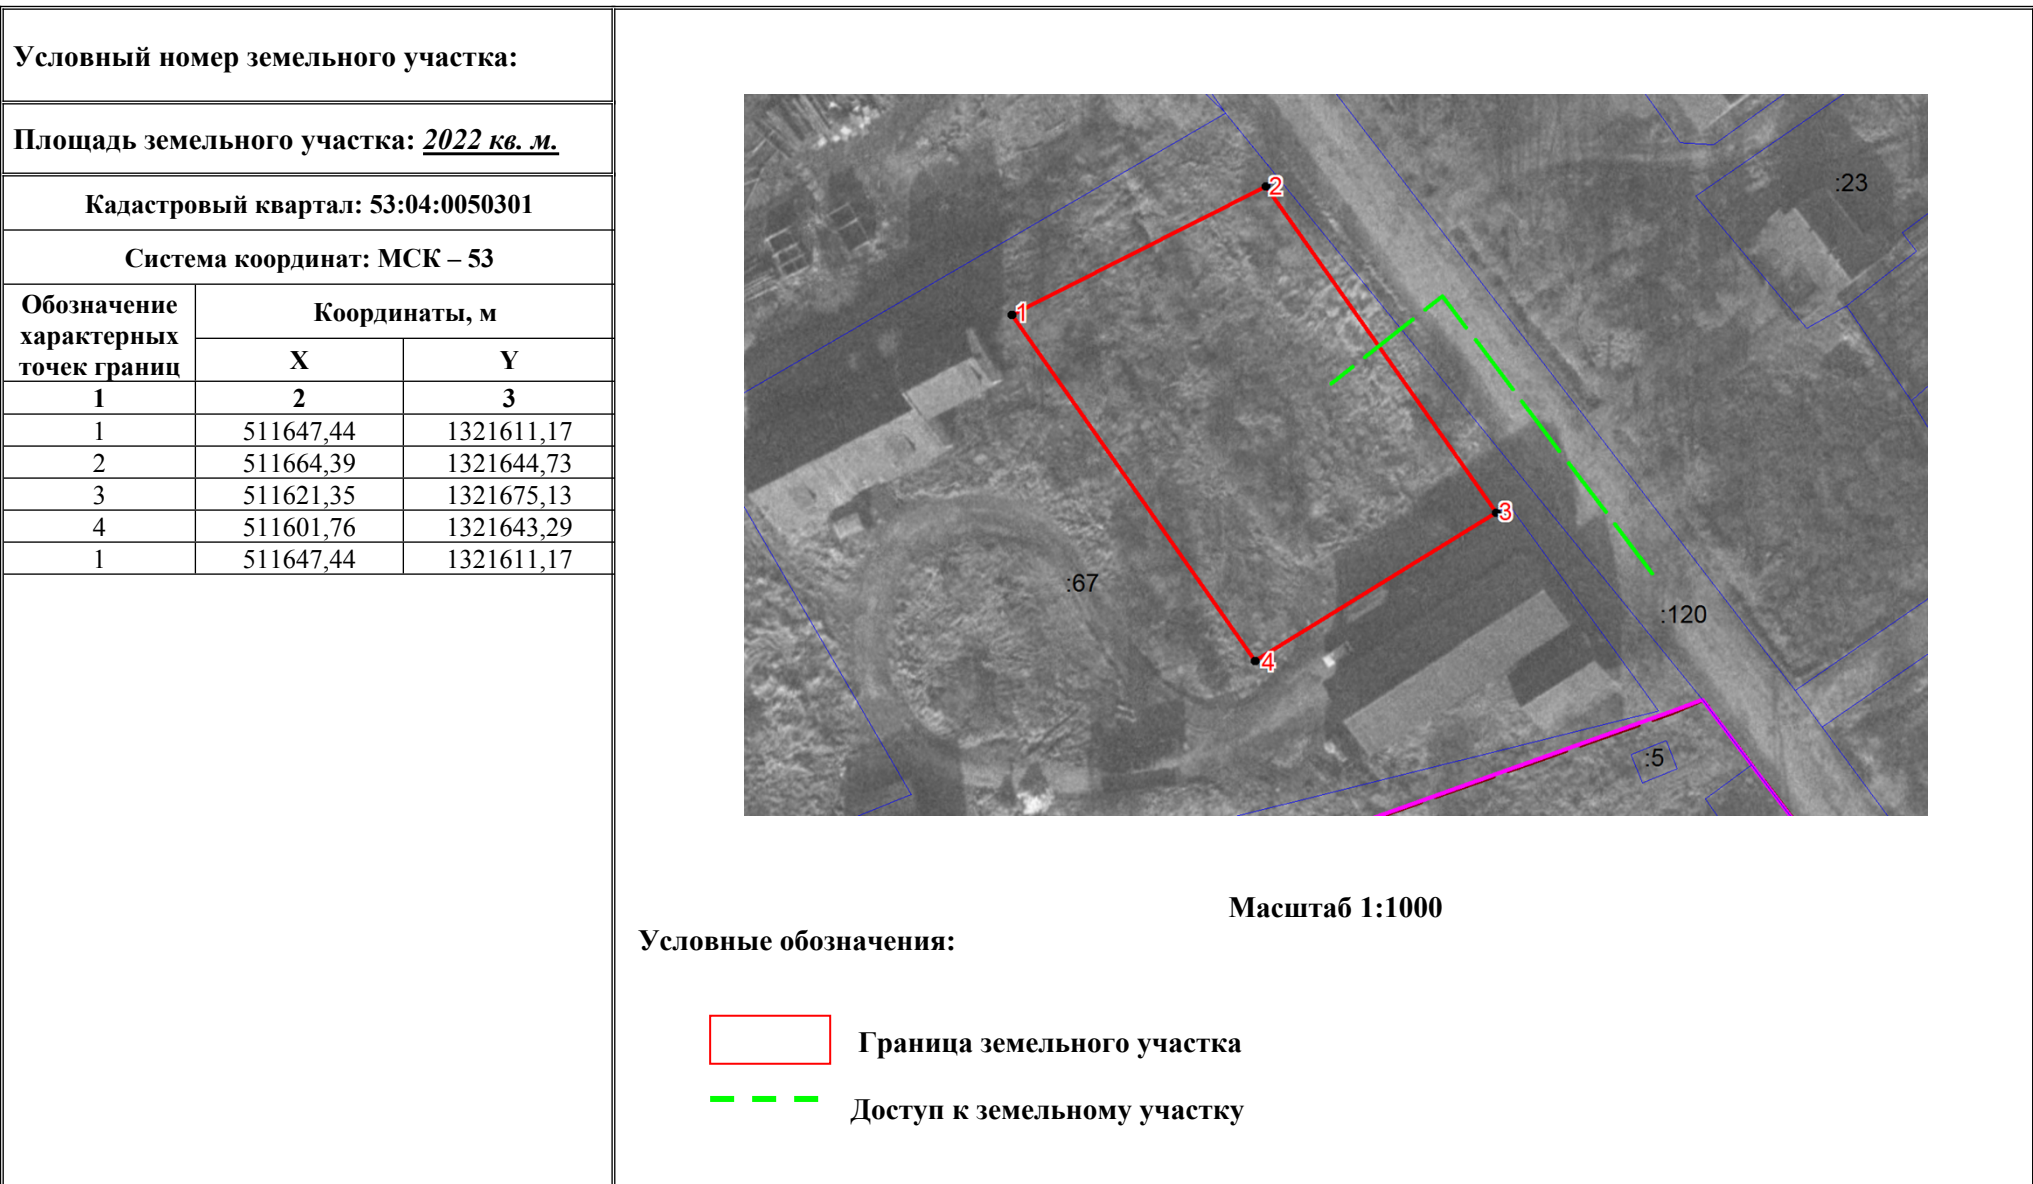 Условный номер земельного участка:
Площадь земельного участка: 2022 кв. м.
Кадастровый квартал: 53:04:0050301
Система координат: МСК – 53
Обозначение характерных точек границ
Координаты, м
X Y
1 2 3
1 511647,44 1321611,17
2 511664,39 1321644,73
3 511621,35 1321675,13
4 511601,76 1321643,29
1 511647,44 1321611,17
:23
2
1
3
:67
:120
4
:5
Масштаб 1:1000
Условные обозначения:
Граница земельного участка
Доступ к земельному участку